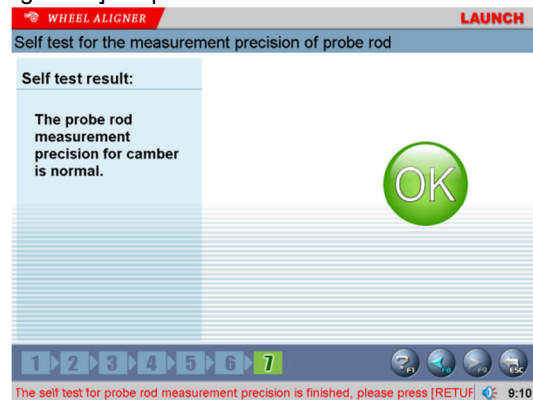 WHEEL ALIGNER
LAUNCH
Self test for the measurement precision of probe rod
Self test result:
The probe rod
measurement
precision for camber
is normal.
OK
1 2 3 4 5 6 7
F1
F8
F9
ESC
The self test for probe rod measurement precision is finished, please press [RETUF
9:10